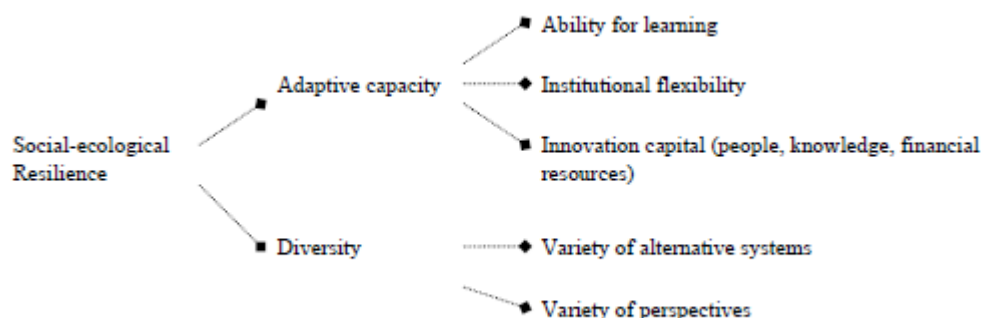 Ability for learning
Adaptive capacity
Institutional flexibility
Social-ecological
Resilience
Innovation capital (people, knowledge, financial
resources)
Diversity
Variety of alternative systems
Variety of perspectives